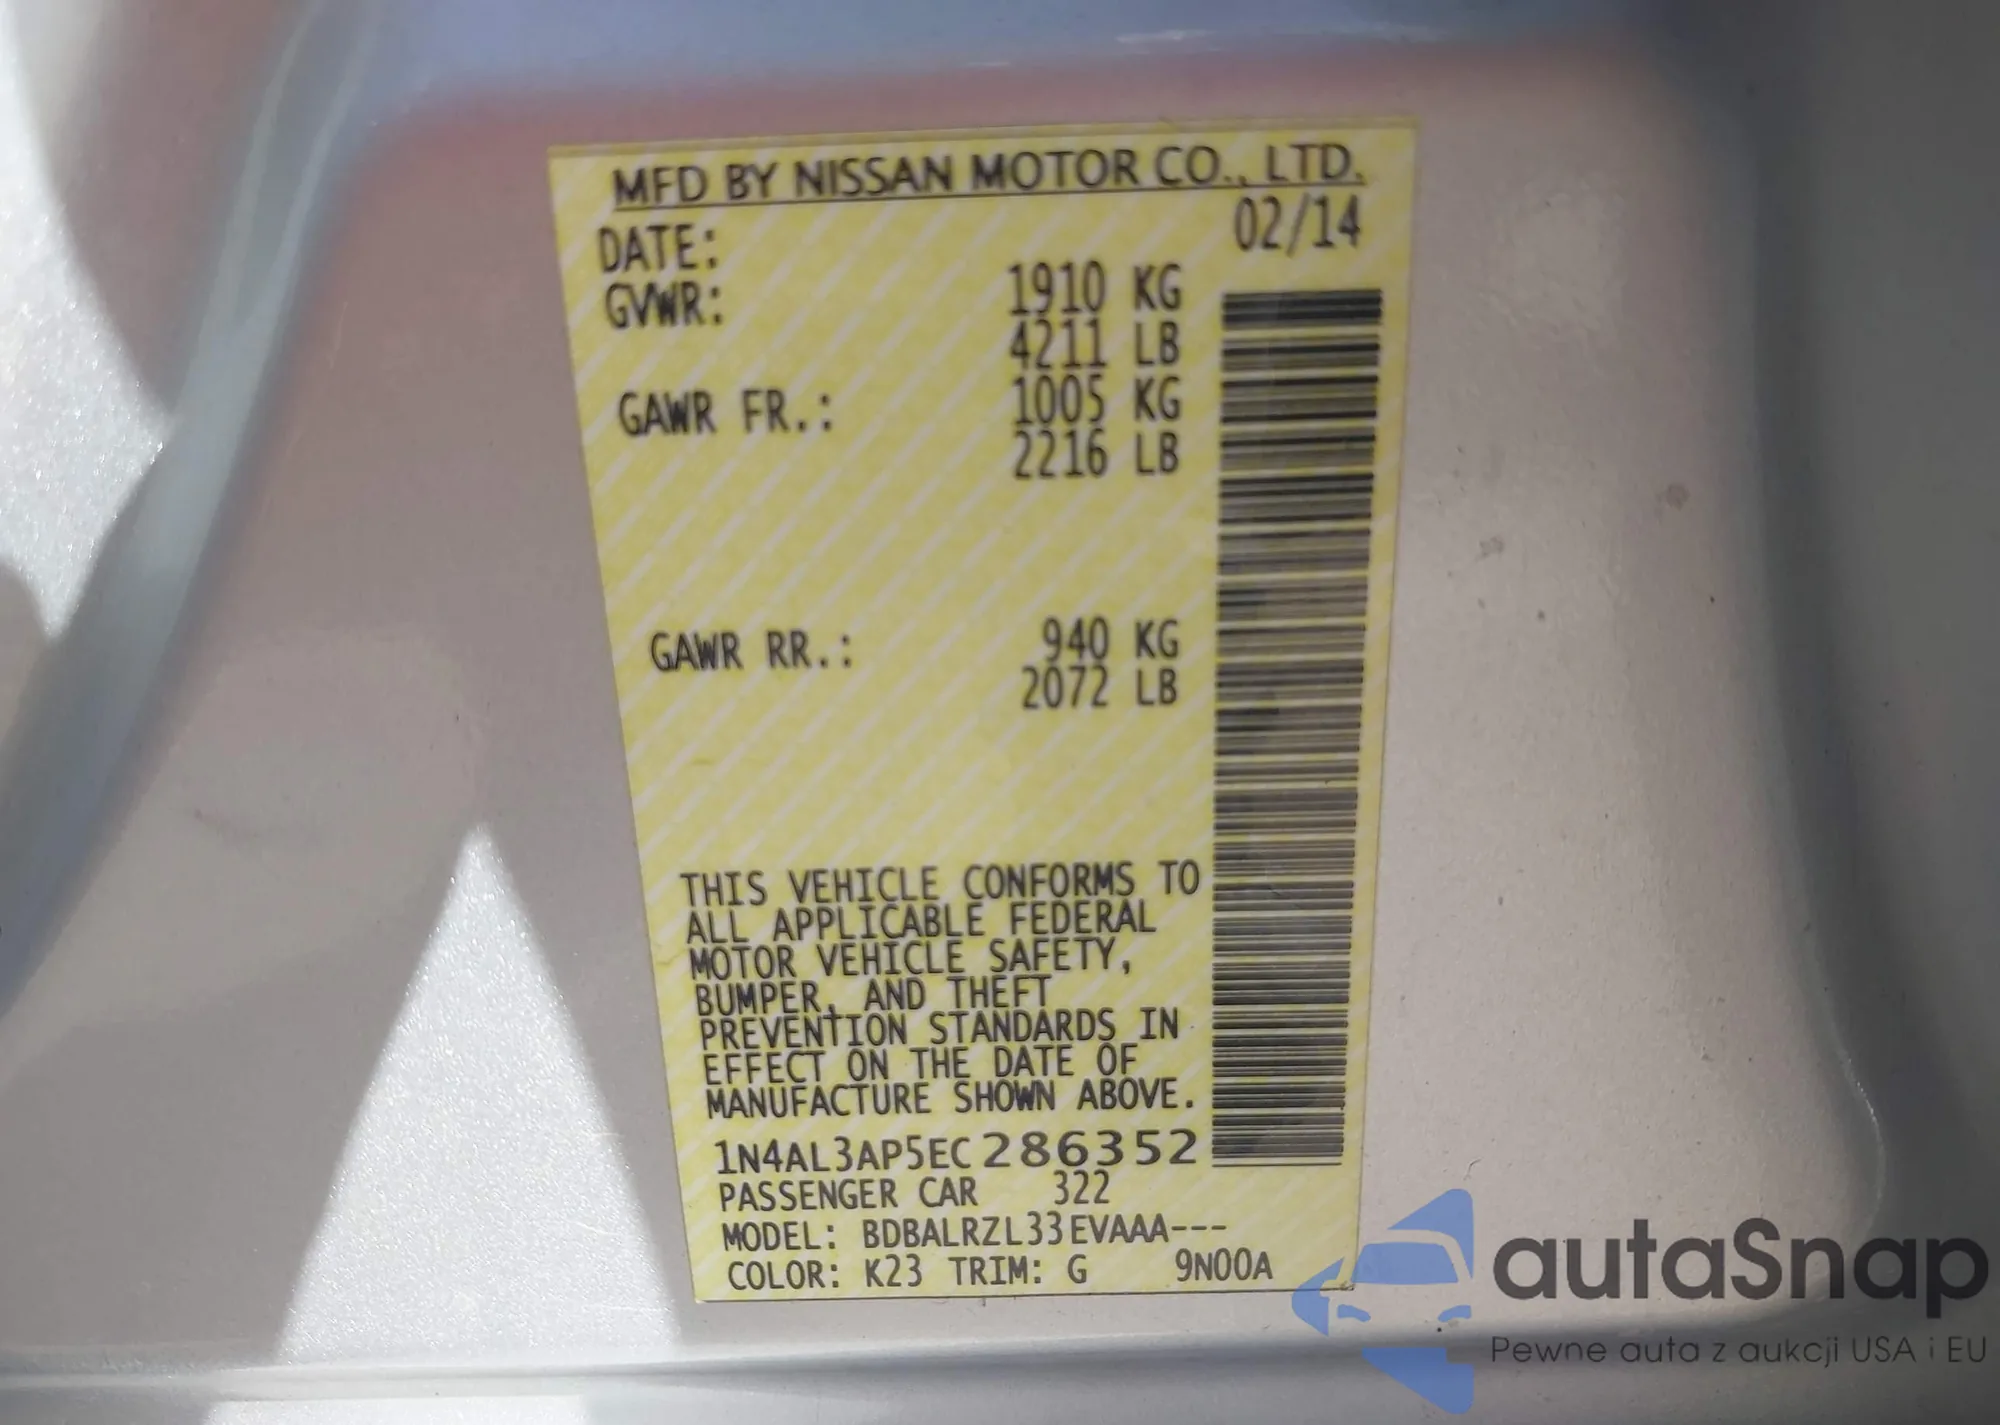 MFD BY NISSAN MOTOR CO., LTD.
DATE: 02/14
GVWR: 1910 KG
4211 LB
GAWR FR.: 1005 KG
2216 LB
GAWR RR.: 940 KG
2072 LB
THIS VEHICLE CONFORMS TO
ALL APPLICABLE FEDERAL
MOTOR VEHICLE SAFETY,
BUMPER, AND THEFT
PREVENTION STANDARDS IN
EFFECT ON THE DATE OF
MANUFACTURE SHOWN ABOVE.
1N4AL3AP5EC286352
PASSENGER CAR 322
MODEL: BDBALRZL33EVAAA---
COLOR: K23 TRIM: G 9N00A
autaSnap
Pewne auta z aukcji USA i EU